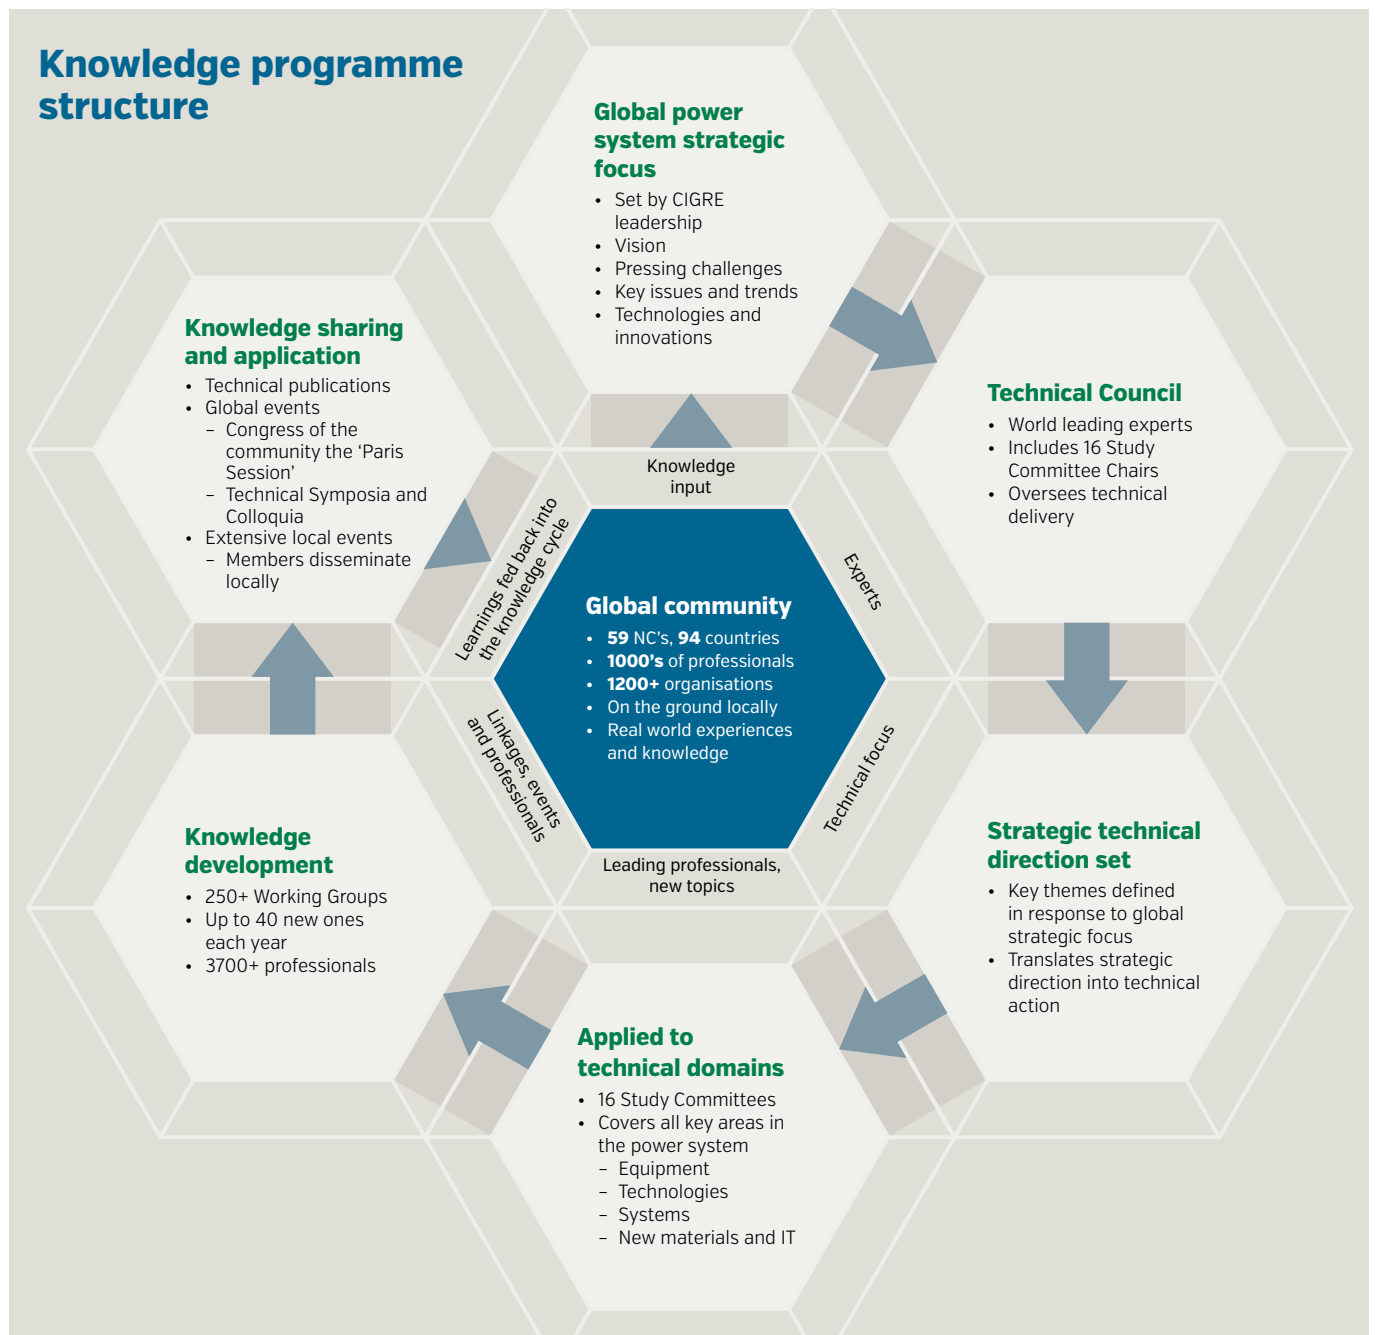 Knowledge programme
structure
Global power
system strategic
focus
• Set by CIGRE
leadership
• Vision
• Pressing challenges
• Key issues and trends
• Technologies and
innovations
Technical Council
• World leading experts
• Includes 16 Study
Committee Chairs
• Oversees technical
delivery
Strategic technical
direction set
• Key themes defined
in response to global
strategic focus
• Translates strategic
direction into technical
action
Applied to
technical domains
• 16 Study Committees
• Covers all key areas in
the power system
– Equipment
– Technologies
– Systems
– New materials and IT
Knowledge
development
• 250+ Working Groups
• Up to 40 new ones
each year
• 3700+ professionals
Knowledge sharing
and application
• Technical publications
• Global events
– Congress of the
community the ‘Paris
Session’
– Technical Symposia and
Colloquia
• Extensive local events
– Members disseminate
locally
Knowledge
input
Experts
Technical focus
Leading professionals,
new topics
Linkages, events
and professionals
Learnings fed back into
the knowledge cycle
Global community
• 59 NC’s, 94 countries
• 1000’s of professionals
• 1200+ organisations
• On the ground locally
• Real world experiences
and knowledge